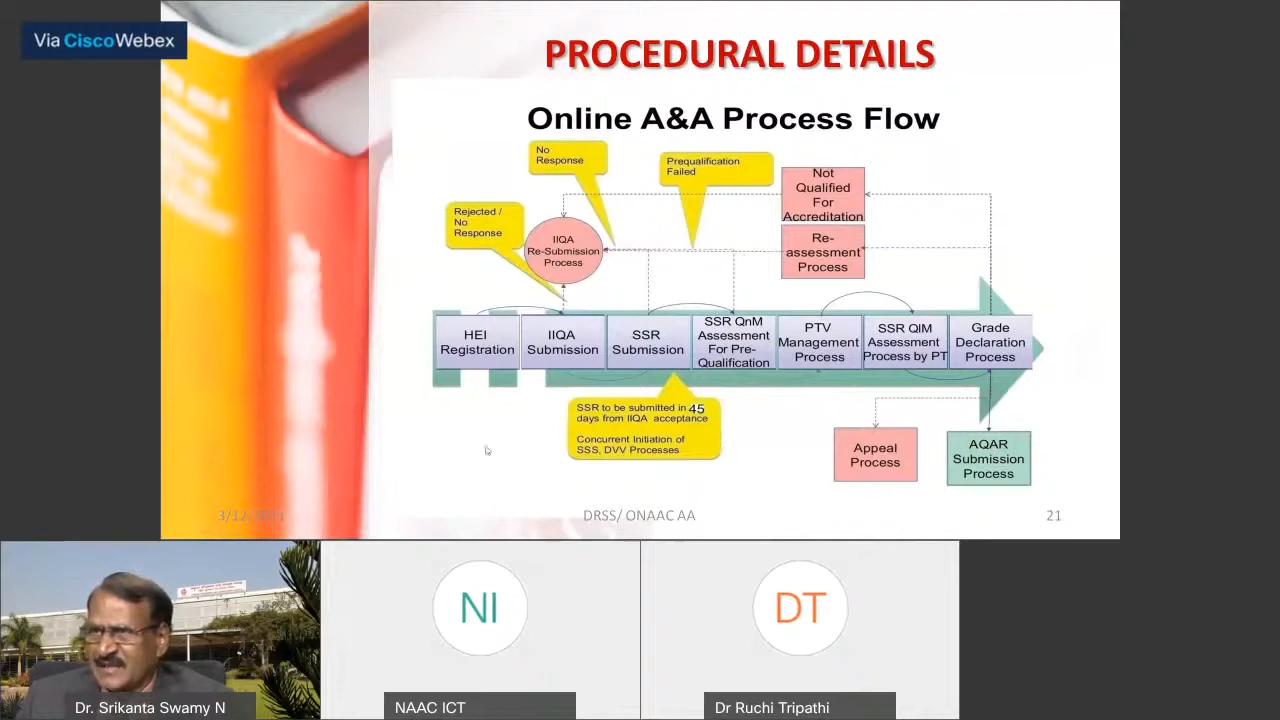 Via CiscoWebex
PROCEDURAL DETAILS
Online A&A Process Flow
No
Response
Prequalification
Failed
Not
Qualified
For
Accreditation
Rejected /
No
Response
IIQA
Re-Submission
Process
Re-
assessment
Process
HEI
Registration
IIQA
Submission
SSR
Submission
SSR QnM
Assessment
For Pre-
Qualification
PTV
Management
Process
SSR QlM
Assessment
Process by PT
Grade
Declaration
Process
SSR to be submitted in 45
days from IIQA acceptance
Concurrent Initiation of
SSS, DVV Processes
Appeal
Process
AQAR
Submission
Process
DRSS/ ONAAC AA
21
NI
DT
Dr. Srikanta Swamy N
NAAC ICT
Dr Ruchi Tripathi